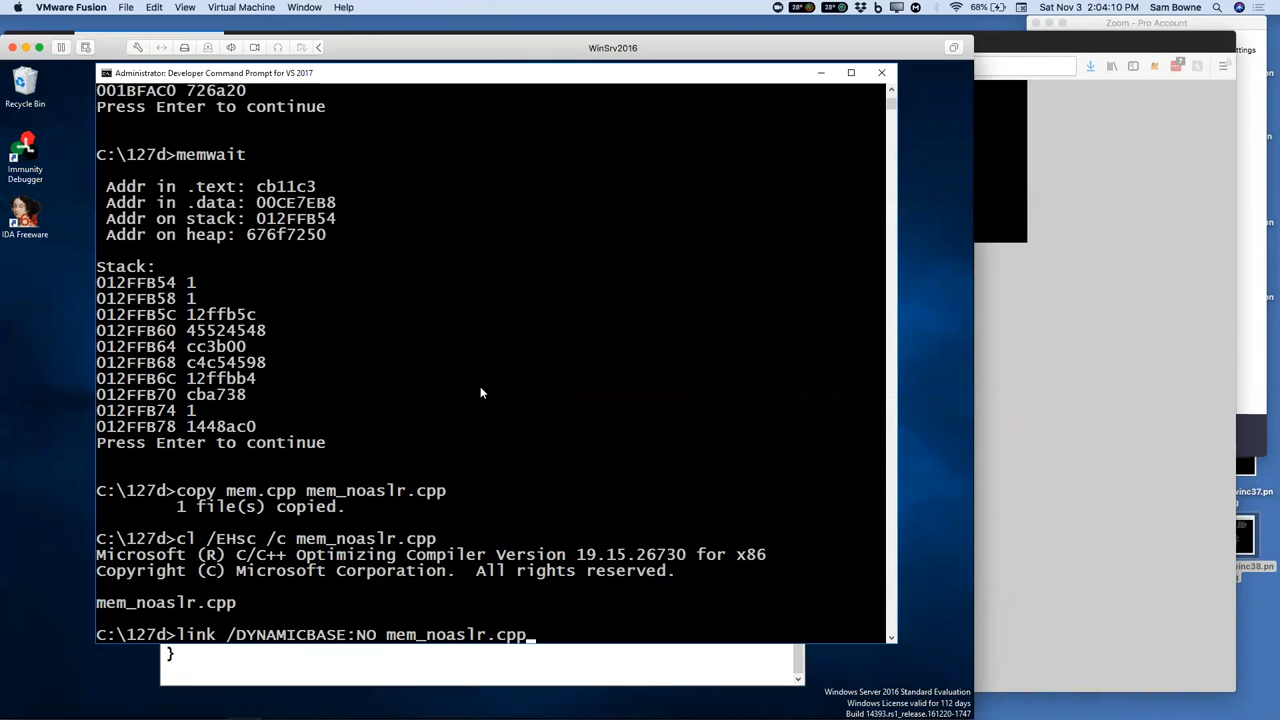 VMware Fusion File Edit View Virtual Machine Window Help
28° 28° 68% Sat Nov 3 2:04:10 PM Sam Bowne
Zoom - Pro Account
WinSrv2016
Recycle Bin
Immunity
Debugger
IDA Freeware
Administrator: Developer Command Prompt for VS 2017
001BFAC0 726a20
Press Enter to continue
C:\127d>memwait
Addr in .text: cb11c3
Addr in .data: 00CE7EB8
Addr on stack: 012FFB54
Addr on heap: 676f7250
Stack:
012FFB54 1
012FFB58 1
012FFB5C 12ffb5c
012FFB60 45524548
012FFB64 cc3b00
012FFB68 c4c54598
012FFB6C 12ffbb4
012FFB70 cba738
012FFB74 1
012FFB78 1448ac0
Press Enter to continue
C:\127d>copy mem.cpp mem_noaslr.cpp
1 file(s) copied.
C:\127d>cl /EHsc /c mem_noaslr.cpp
Microsoft (R) C/C++ Optimizing Compiler Version 19.15.26730 for x86
Copyright (C) Microsoft Corporation. All rights reserved.
mem_noaslr.cpp
C:\127d>link /DYNAMICBASE:NO mem_noaslr.cpp
}
Windows Server 2016 Standard Evaluation
Windows License valid for 112 days
Build 14393.rs1_release.161220-1747